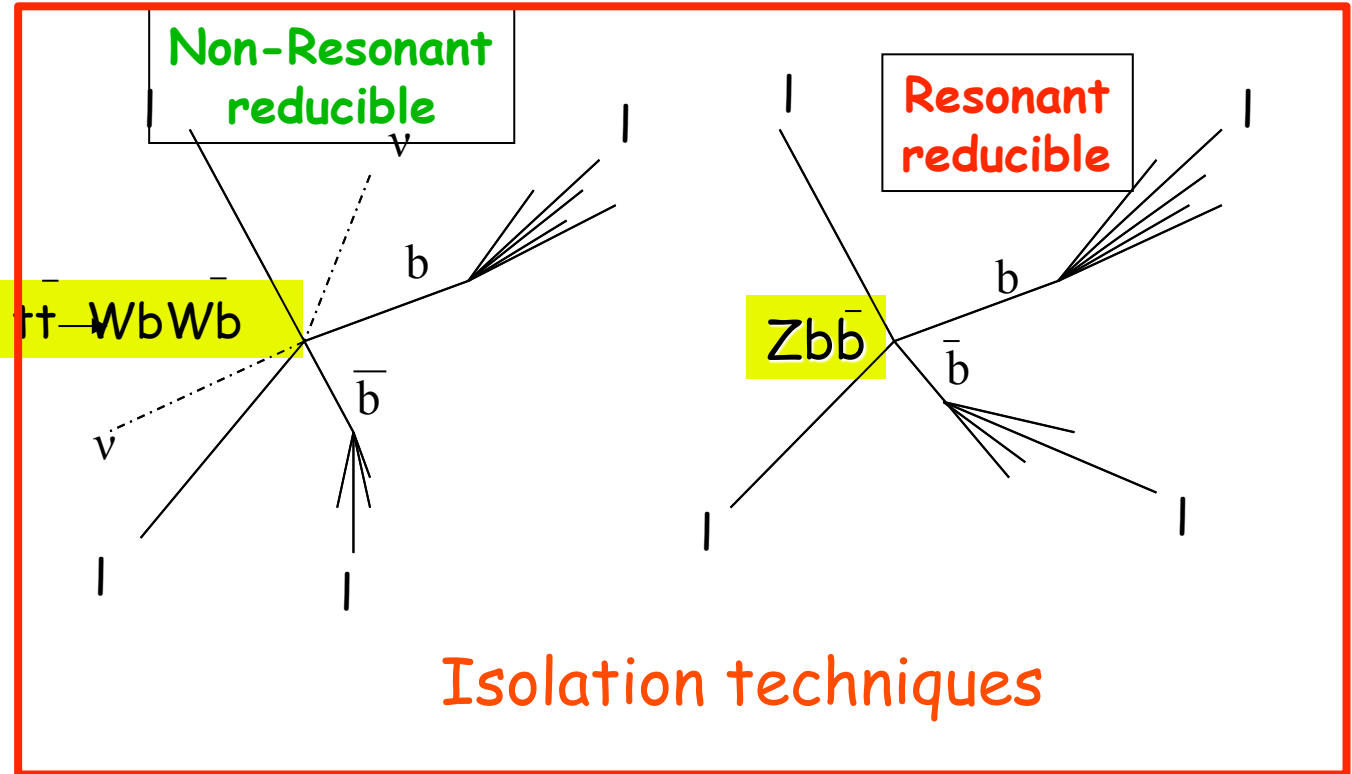 Non-Resonant
reducible
l
ν
l
b
tt̄→WbWb̄
b̄
ν
l
l
Resonant
reducible
l
l
b
Zbb̄
b̄
l
l
Isolation techniques